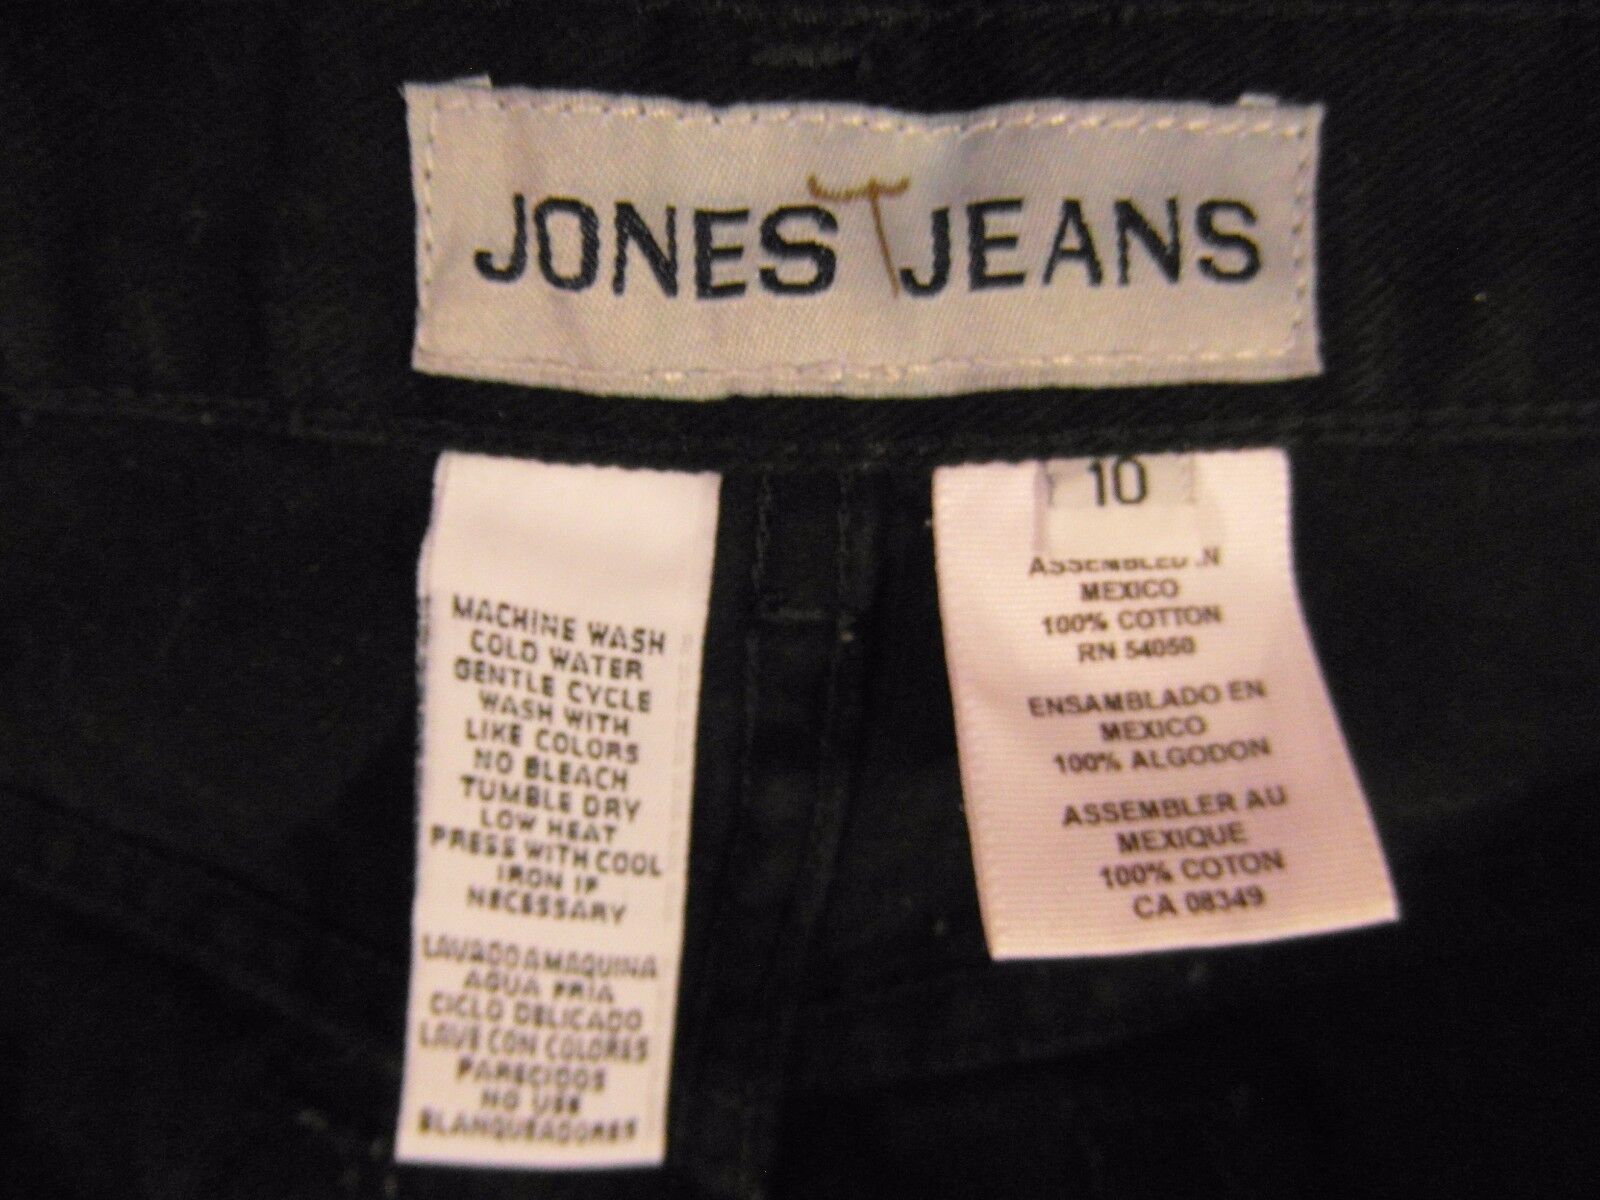 JONES JEANS
MACHINE WASH
COLD WATER
GENTLE CYCLE
WASH WITH
LIKE COLORS
NO BLEACH
TUMBLE DRY
LOW HEAT
PRESS WITH COOL
IRON IF
NECESSARY
LAVADO A MAQUINA
AGUA FRIA
CICLO DELICADO
LAVE CON COLORES
PARECIDOS
NO USE
BLANQUEADORES
10
ASSEMBLED IN
MEXICO
100% COTTON
RN 54050
ENSAMBLADO EN
MEXICO
100% ALGODON
ASSEMBLER AU
MEXIQUE
100% COTON
CA 08349